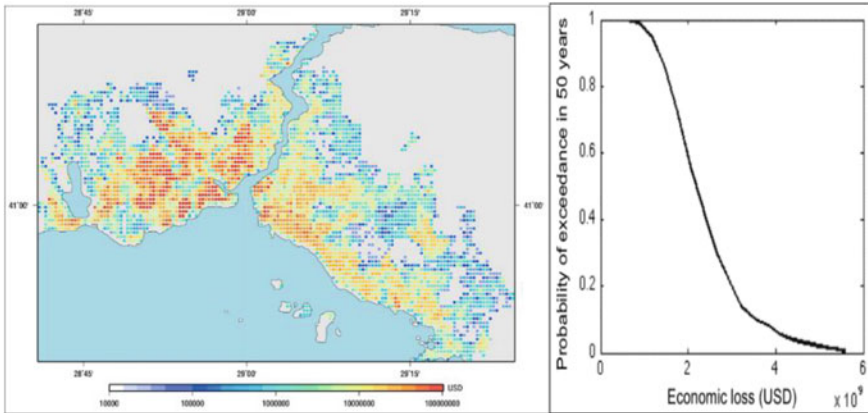 28°45' 29°00' 29°15'
41°00' 41°00'
28°45' 29°00' 29°15'
USD
10000 100000 1000000 10000000 100000000
Probability of exceedance in 50 years
1
0.8
0.6
0.4
0.2
0
0 2 4 6
Economic loss (USD) x 10⁹